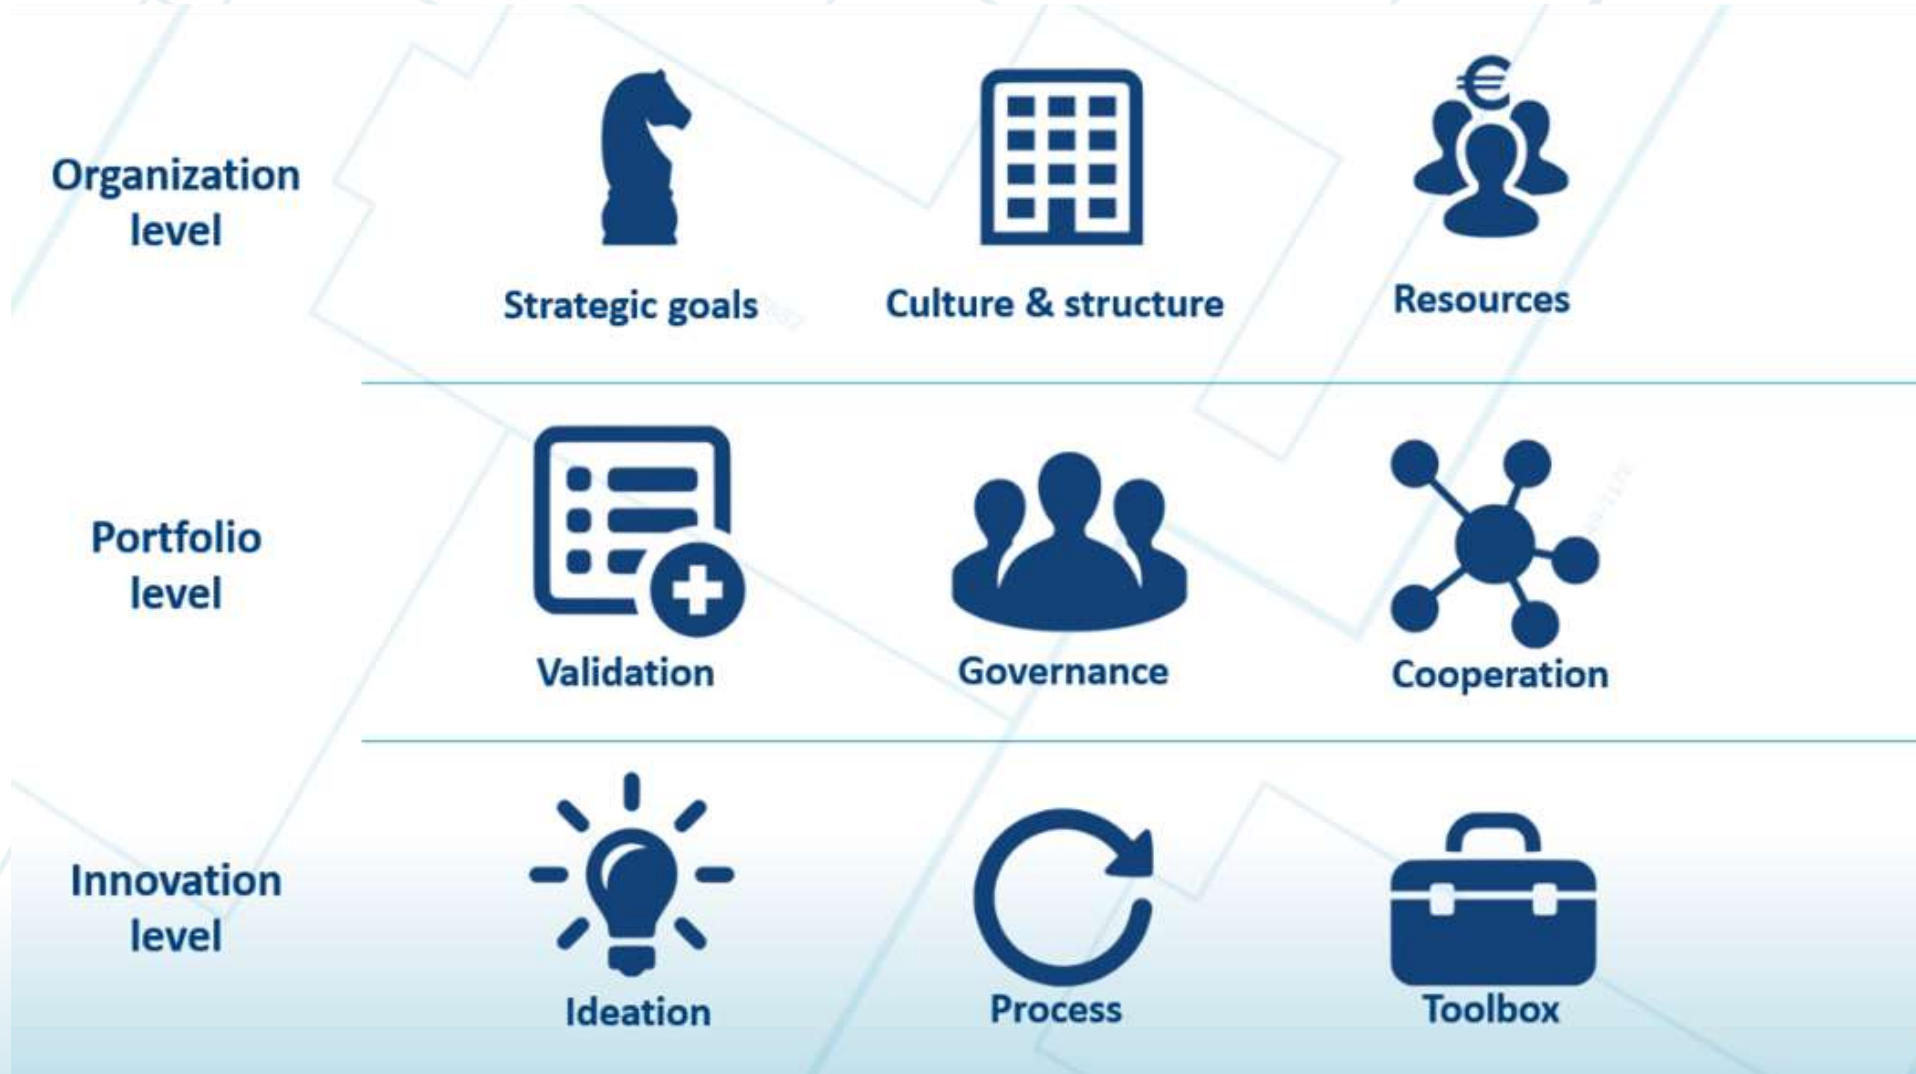 Organization
level
Strategic goals
Culture & structure
€
Resources
Portfolio
level
Validation
Governance
Cooperation
Innovation
level
Ideation
Process
Toolbox